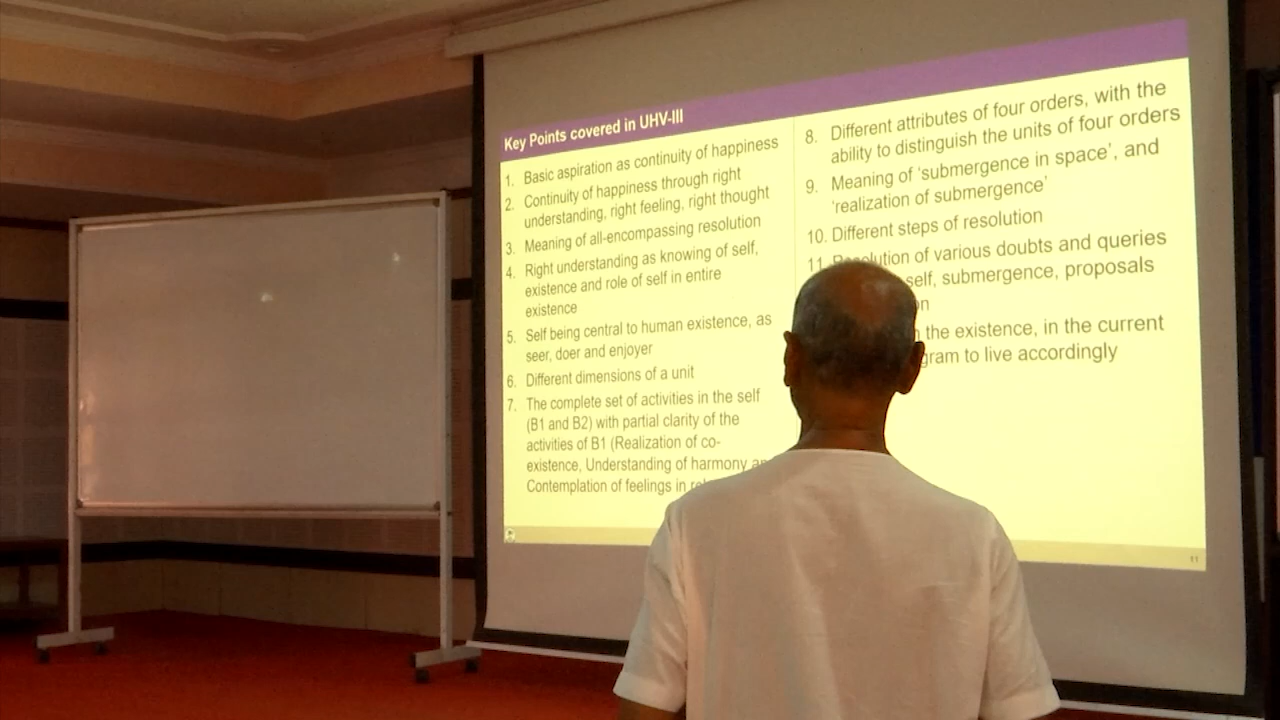 Key Points covered in UHV-III
1. Basic aspiration as continuity of happiness
2. Continuity of happiness through right
understanding, right feeling, right thought
3. Meaning of all-encompassing resolution
4. Right understanding as knowing of self,
existence and role of self in entire
existence
5. Self being central to human existence, as
seer, doer and enjoyer
6. Different dimensions of a unit
7. The complete set of activities in the self
(B1 and B2) with partial clarity of the
activities of B1 (Realization of co-
existence, Understanding of harmony
Contemplation of feelings in
8. Different attributes of four orders, with the
ability to distinguish the units of four orders
9. Meaning of ‘submergence in space’, and
‘realization of submergence’
10. Different steps of resolution
11. of various doubts and queries
self, submergence, proposals
the existence, in the current
to live accordingly
11